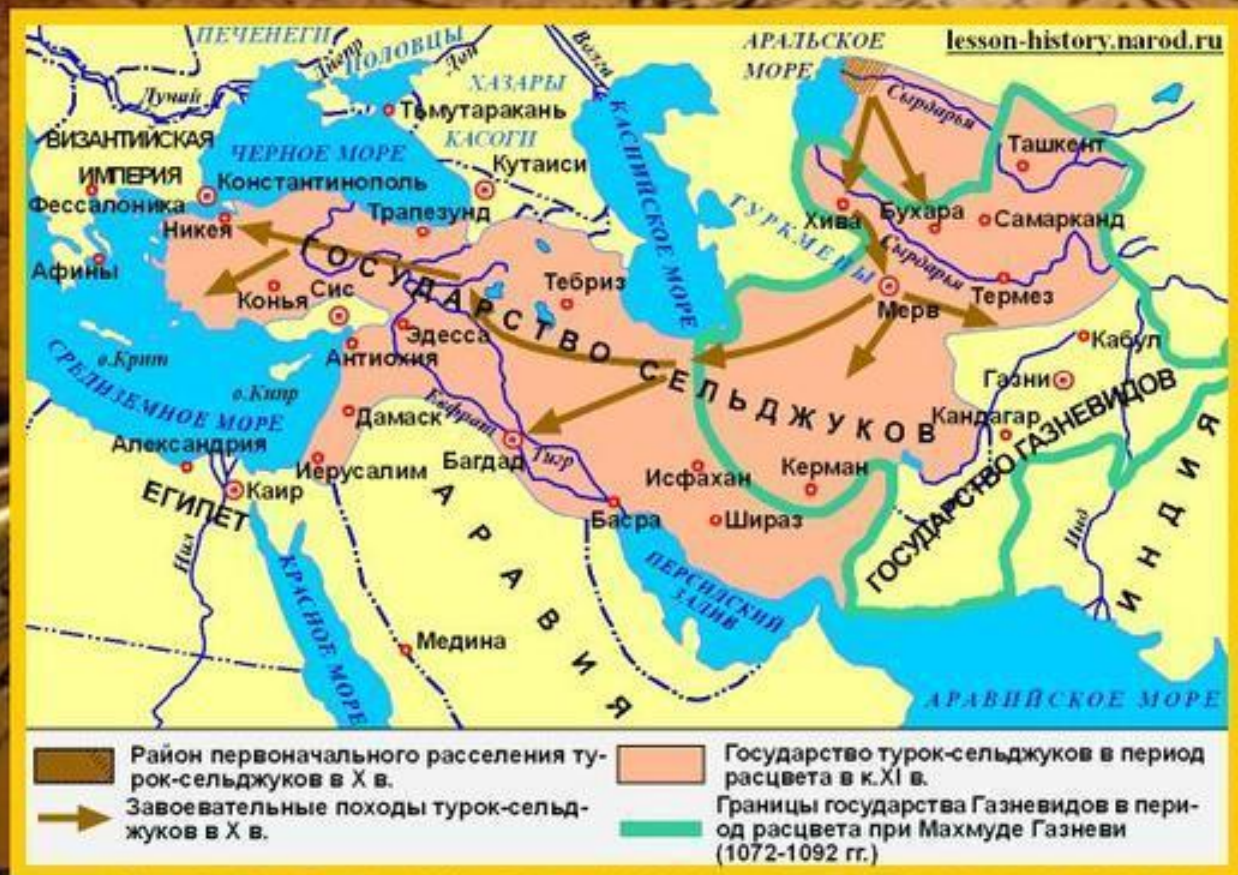 lesson-history.narod.ru
ПЕЧЕНЕГИ
ПОЛОВЦЫ
Днепр
Дон
Волга
АРАЛЬСКОЕ
МОРЕ
Дунай
ХАЗАРЫ
Тьмутаракань
Сырдарья
ВИЗАНТИЙСКАЯ
ИМПЕРИЯ
КАСОГИ
ЧЕРНОЕ МОРЕ
Кутаиси
КАСПИЙСКОЕ МОРЕ
Ташкент
Константинополь
Фессалоника
Никея
Трапезунд
ТУРКМЕНЫ
Хива
Бухара
Самарканд
Сырдарья
Афины
ГОСУДАРСТВО СЕЛЬДЖУКОВ
Конья
Сис
Тебриз
Мерв
Термез
Эдесса
Антиохия
Кабул
о.Крит
о.Кипр
СРЕДИЗЕМНОЕ МОРЕ
Газни
Дамаск
Евфрат
Кандагар
ГОСУДАРСТВО ГАЗНЕВИДОВ
Александрия
Иерусалим
Багдад
Тигр
Исфахан
Керман
ЕГИПЕТ
Каир
АРАВИЯ
Басра
Шираз
ИНДИЯ
Инд
Нил
КРАСНОЕ МОРЕ
ПЕРСИДСКИЙ
ЗАЛИВ
Медина
АРАВИЙСКОЕ МОРЕ
Район первоначального расселения ту-
рок-сельджуков в X в.
Завоевательные походы турок-сельд-
жуков в X в.
Государство турок-сельджуков в период
расцвета в к.XI в.
Границы государства Газневидов в пери-
од расцвета при Махмуде Газневи
(1072-1092 гг.)